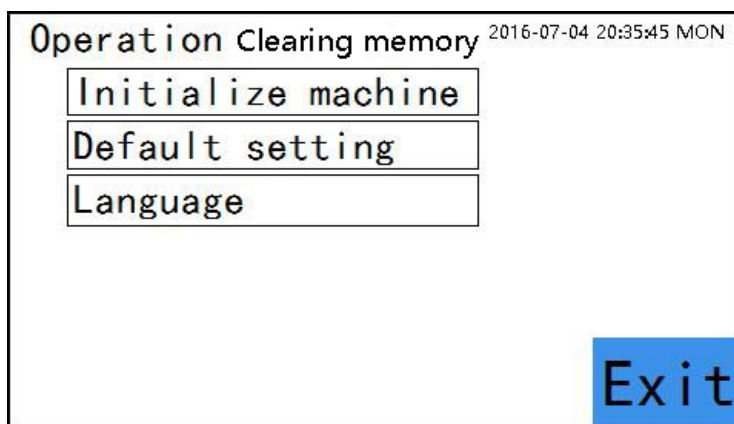 Operation Clearing memory 2016-07-04 20:35:45 MON
Initialize machine
Default setting
Language
Exit